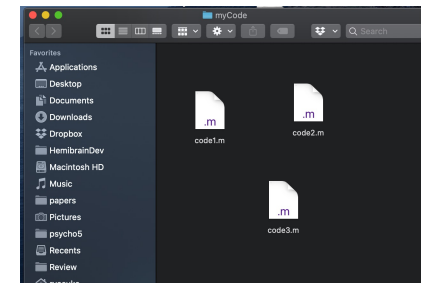 myCode
Search
Favorites
Applications
Desktop
Documents
Downloads
Dropbox
HemibrainDev
Macintosh HD
Music
papers
Pictures
psycho5
Recents
Review
.m
code1.m
.m
code2.m
.m
code3.m